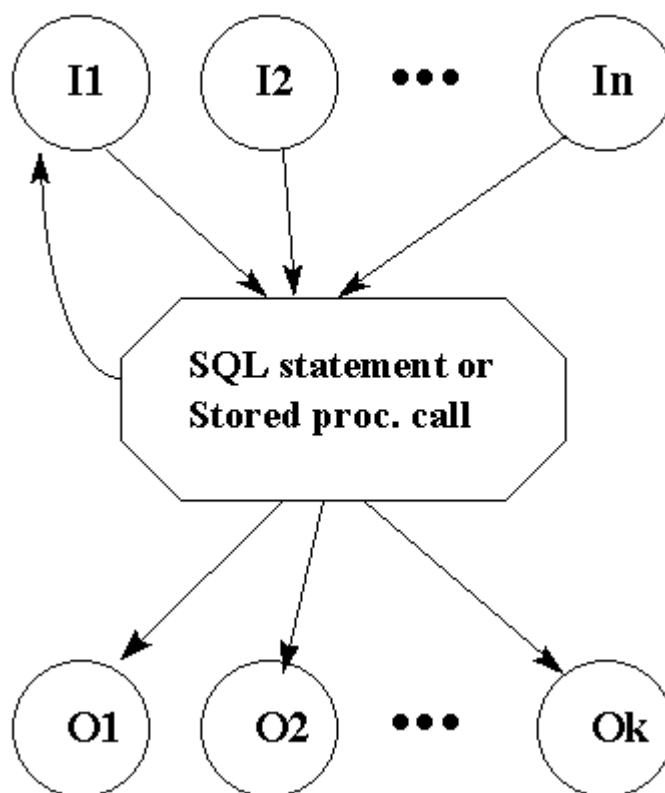 I1 I2 ••• In
SQL statement or
Stored proc. call
O1 O2 ••• Ok